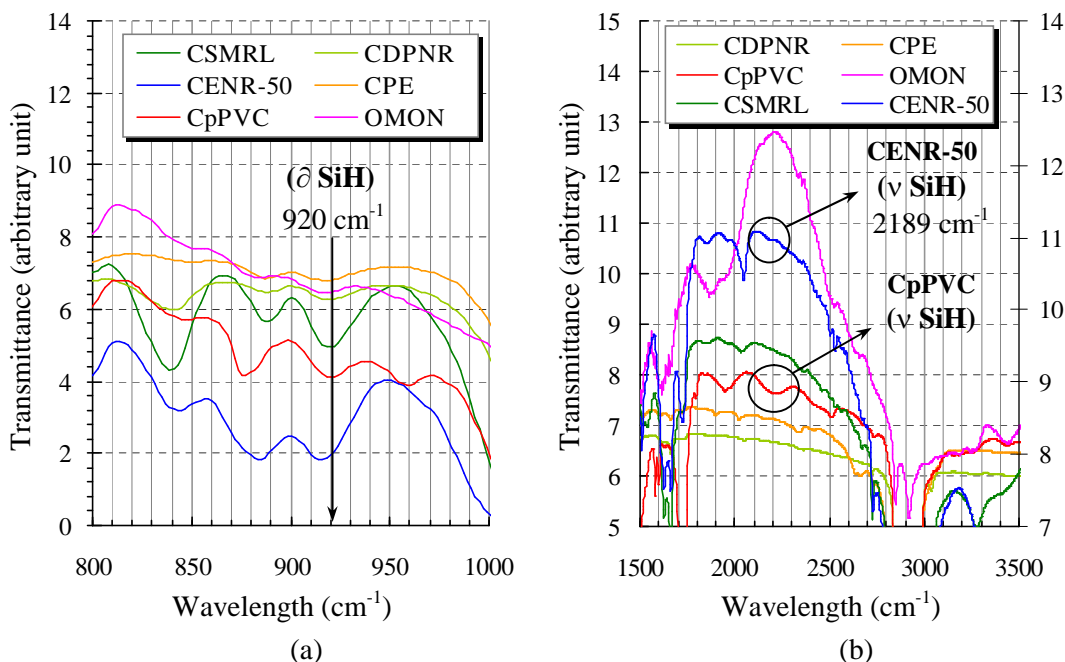 CSMRL CDPNR
CENR-50 CPE
CpPVC OMON
(∂ SiH)
920 cm-1
Transmittance (arbitrary unit)
14
12
10
8
6
4
2
0
800 850 900 950 1000
Wavelength (cm-1)
(a)
CDPNR CPE
CpPVC OMON
CSMRL CENR-50
CENR-50
(ν SiH)
2189 cm-1
CpPVC
(ν SiH)
Transmittance (arbitrary unit)
15
14
13
12
11
10
9
8
7
6
5
14
13
12
11
10
9
8
7
1500 2000 2500 3000 3500
Wavelength (cm-1)
(b)